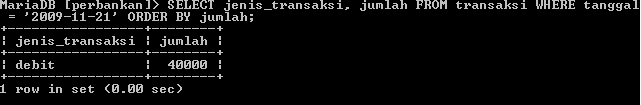 MariaDB [perbankan]> SELECT jenis_transaksi, jumlah FROM transaksi WHERE tanggal
 = '2009-11-21' ORDER BY jumlah;
+-----------------+--------+
| jenis_transaksi | jumlah |
+-----------------+--------+
| debit           |  40000 |
+-----------------+--------+
1 row in set (0.00 sec)